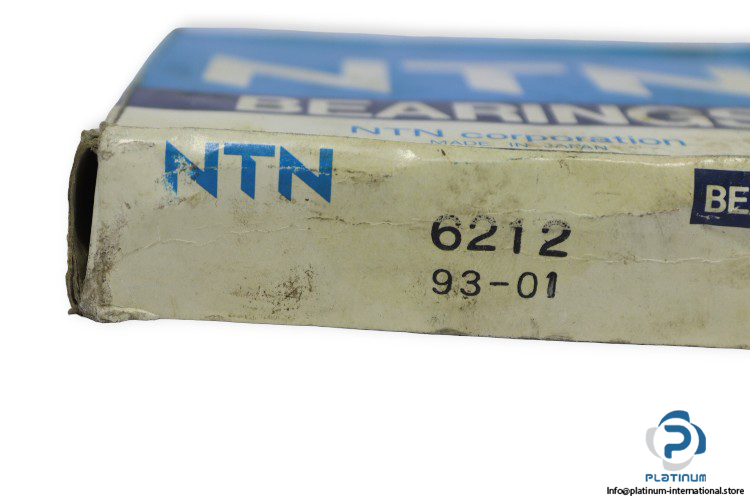 NTN
BEARINGS
NTN corporation
MADE IN JAPAN
NTN
BE
6212
93-01
PLATINUM
Info@platinum-international.store